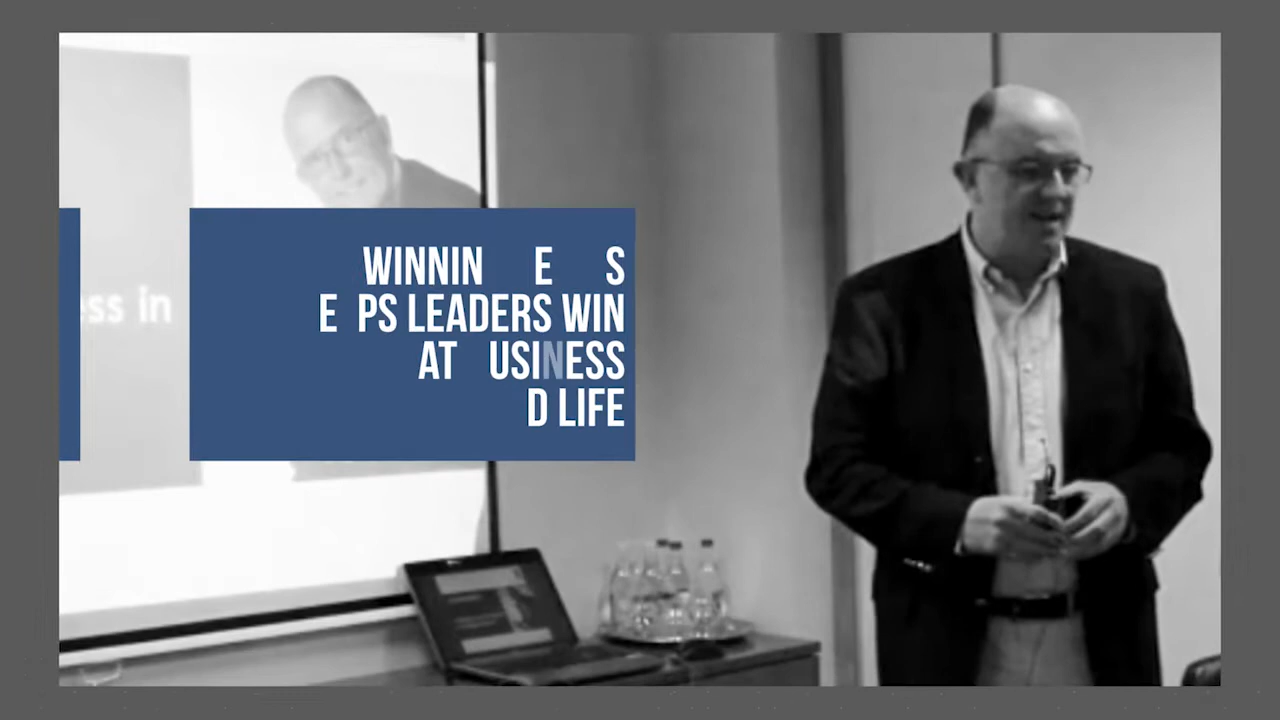 ess in
WINNIN E S
E PS LEADERS WIN
AT USINESS
D LIFE